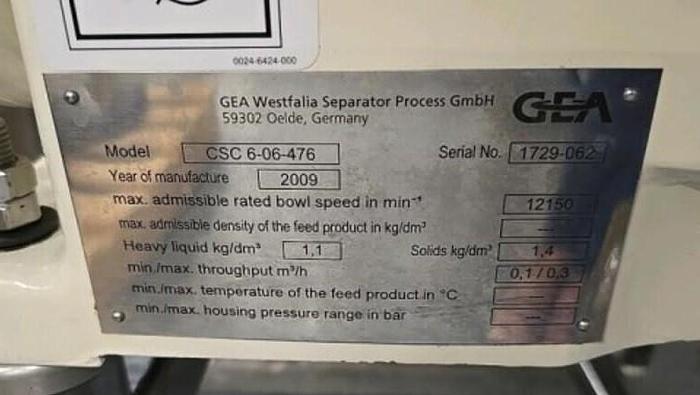 0024-6424-000
GEA Westfalia Separator Process GmbH GEA
59302 Oelde, Germany
Model CSC 6-06-476 Serial No. 1729-062
Year of manufacture 2009
max. admissible rated bowl speed in min⁻¹ 12150
max. admissible density of the feed product in kg/dm³ ---
Heavy liquid kg/dm³ 1,1 Solids kg/dm³ 1,4
min./max. throughput m³/h 0,1 / 0,3
min./max. temperature of the feed product in °C ---
min./max. housing pressure range in bar ---